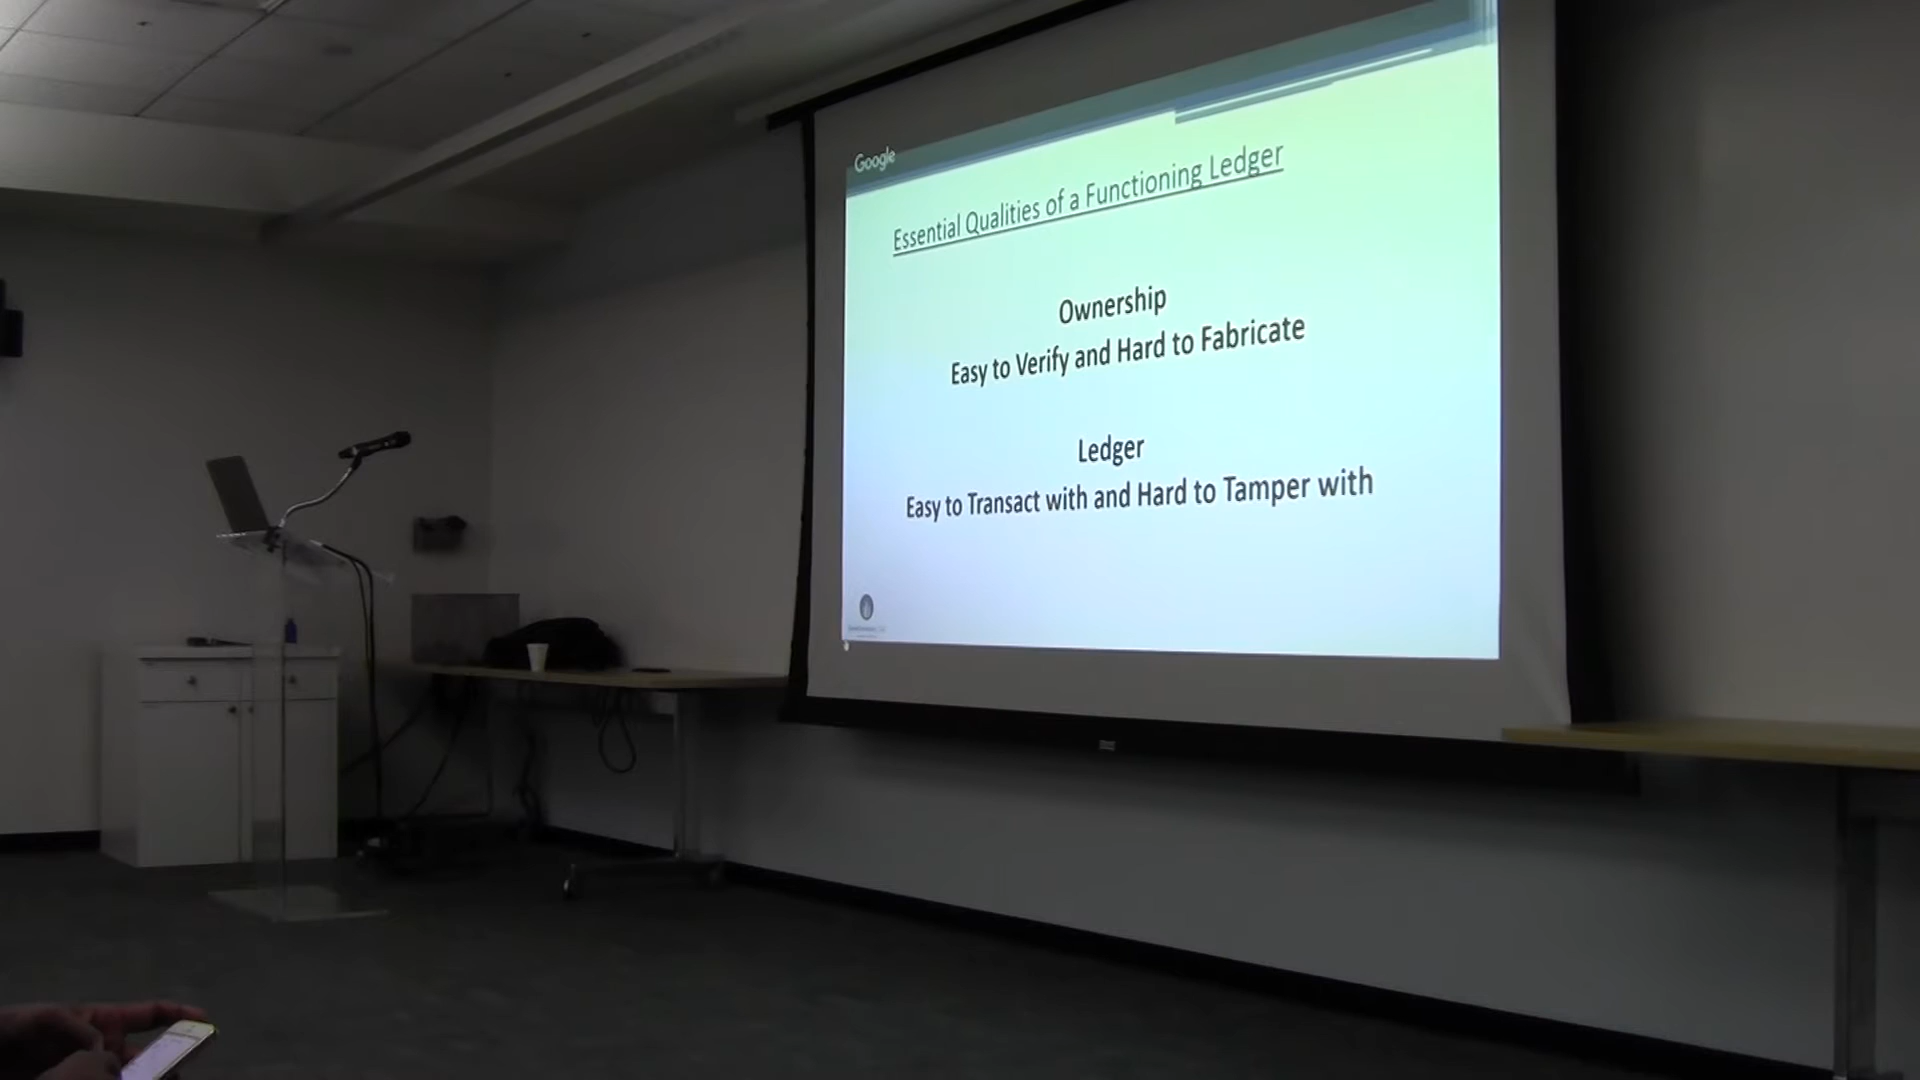 Google
Essential Qualities of a Functioning Ledger
Ownership
Easy to Verify and Hard to Fabricate
Ledger
Easy to Transact with and Hard to Tamper with